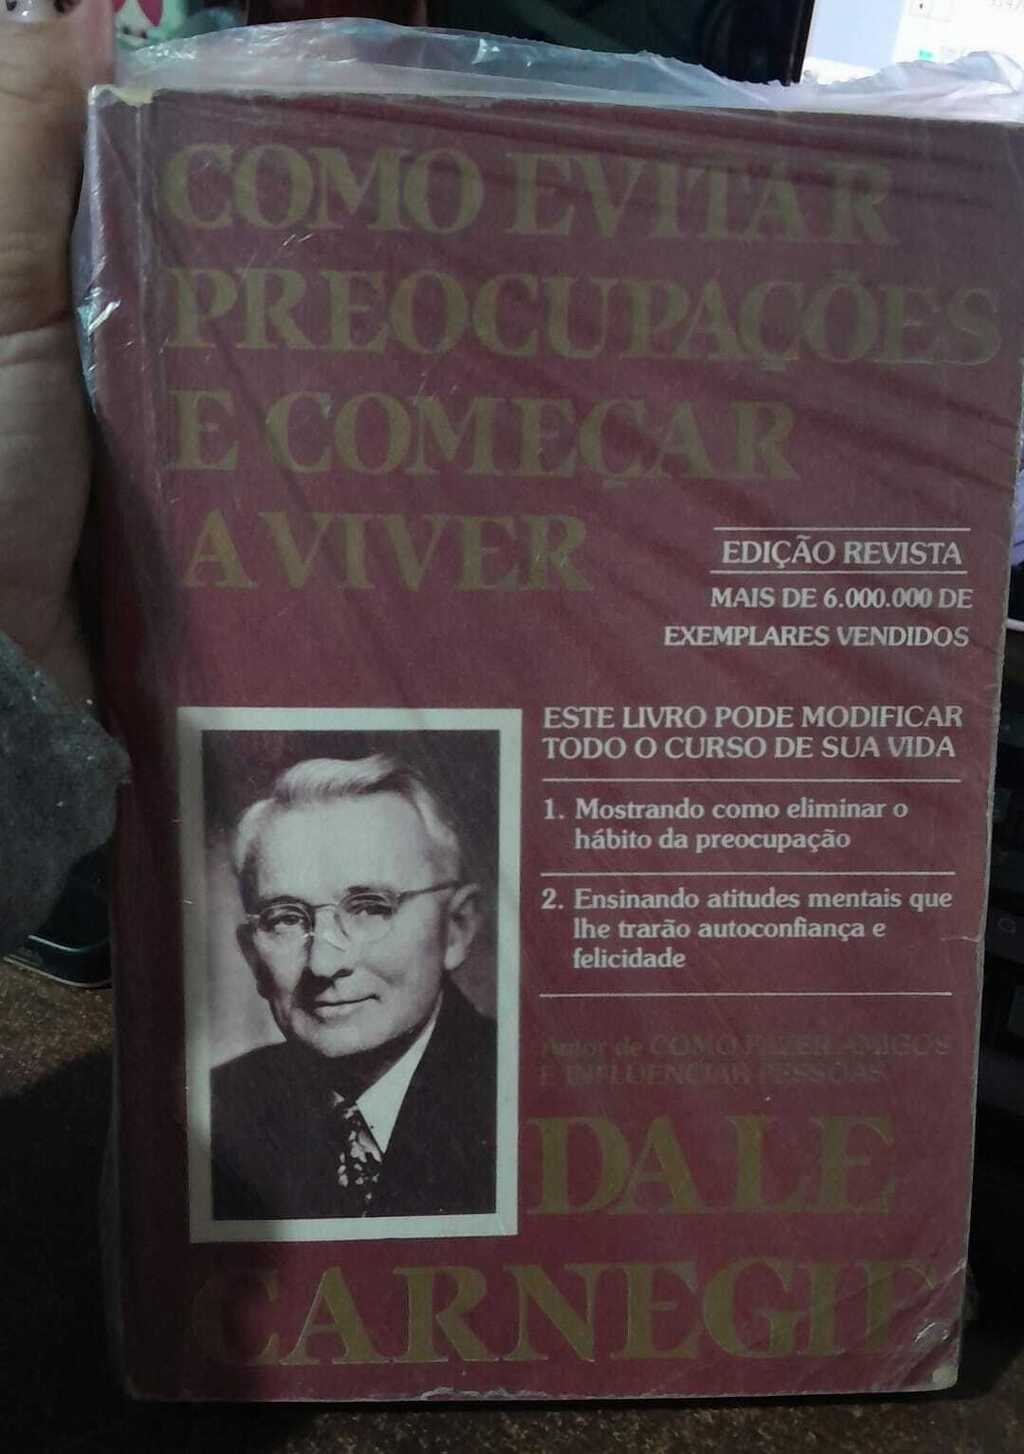 COMO EVITAR
PREOCUPAÇÕES
E COMEÇAR
A VIVER
EDIÇÃO REVISTA
MAIS DE 6.000.000 DE
EXEMPLARES VENDIDOS
ESTE LIVRO PODE MODIFICAR
TODO O CURSO DE SUA VIDA
1. Mostrando como eliminar o
hábito da preocupação
2. Ensinando atitudes mentais que
lhe trarão autoconfiança e
felicidade
Autor de COMO FAZER AMIGOS
E INFLUENCIAR PESSOAS
DALE
CARNEGIE